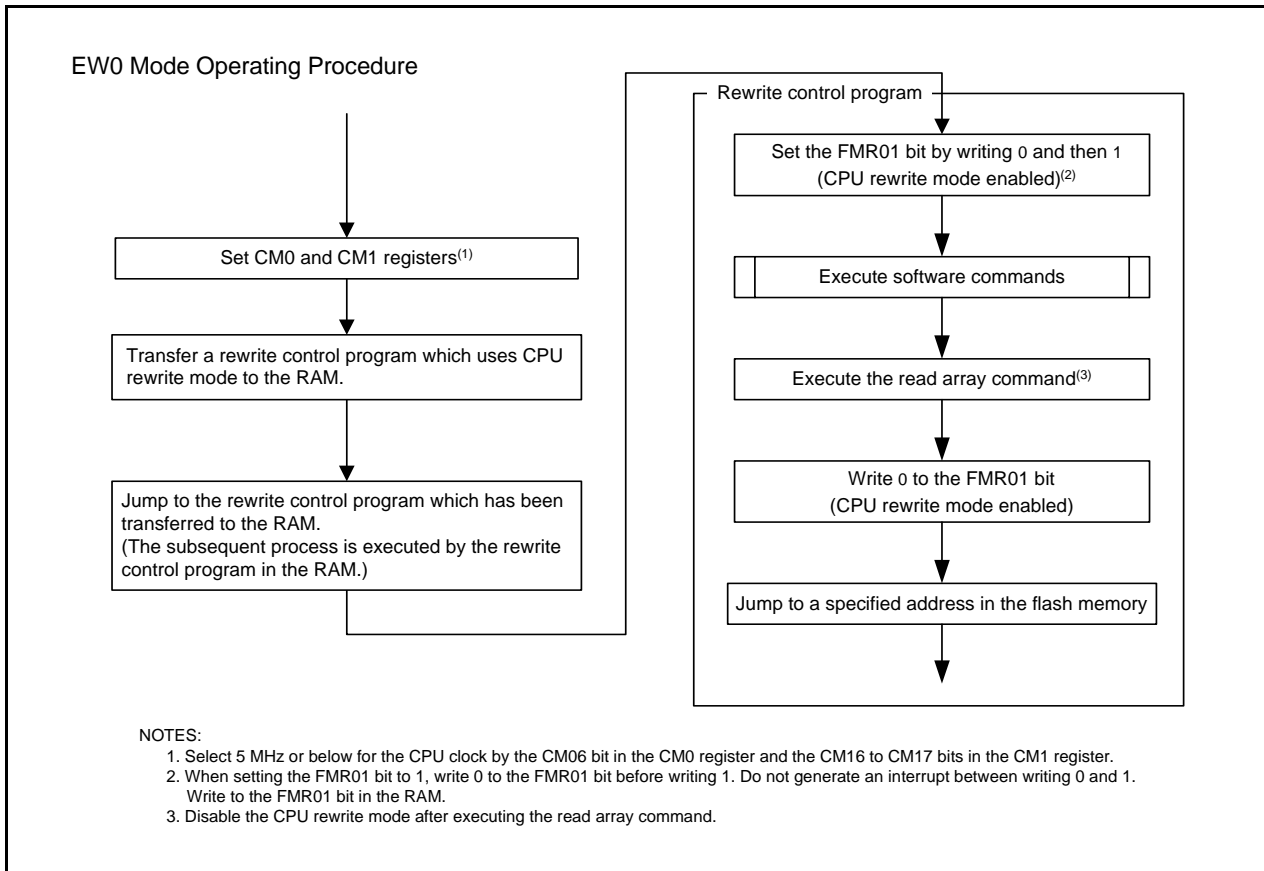 EW0 Mode Operating Procedure
Set CM0 and CM1 registers(1)
Transfer a rewrite control program which uses CPU
rewrite mode to the RAM.
Jump to the rewrite control program which has been
transferred to the RAM.
(The subsequent process is executed by the rewrite
control program in the RAM.)
Rewrite control program
Set the FMR01 bit by writing 0 and then 1
(CPU rewrite mode enabled)(2)
Execute software commands
Execute the read array command(3)
Write 0 to the FMR01 bit
(CPU rewrite mode enabled)
Jump to a specified address in the flash memory
NOTES:
1. Select 5 MHz or below for the CPU clock by the CM06 bit in the CM0 register and the CM16 to CM17 bits in the CM1 register.
2. When setting the FMR01 bit to 1, write 0 to the FMR01 bit before writing 1. Do not generate an interrupt between writing 0 and 1.
Write to the FMR01 bit in the RAM.
3. Disable the CPU rewrite mode after executing the read array command.